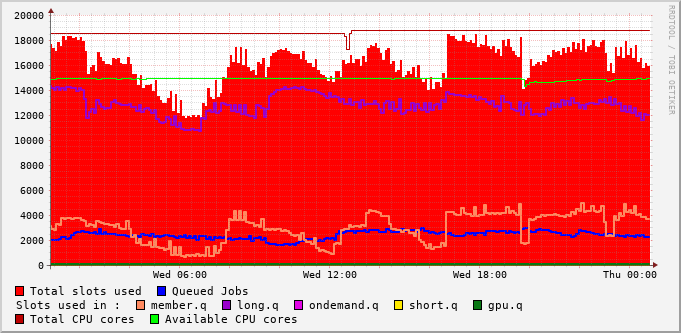 20000
18000
16000
14000
12000
10000
8000
6000
4000
2000
0
Wed 06:00 Wed 12:00 Wed 18:00 Thu 00:00
Total slots used Queued Jobs
Slots used in : member.q long.q ondemand.q short.q gpu.q
Total CPU cores Available CPU cores
RRDTOOL / TOBI OETIKER